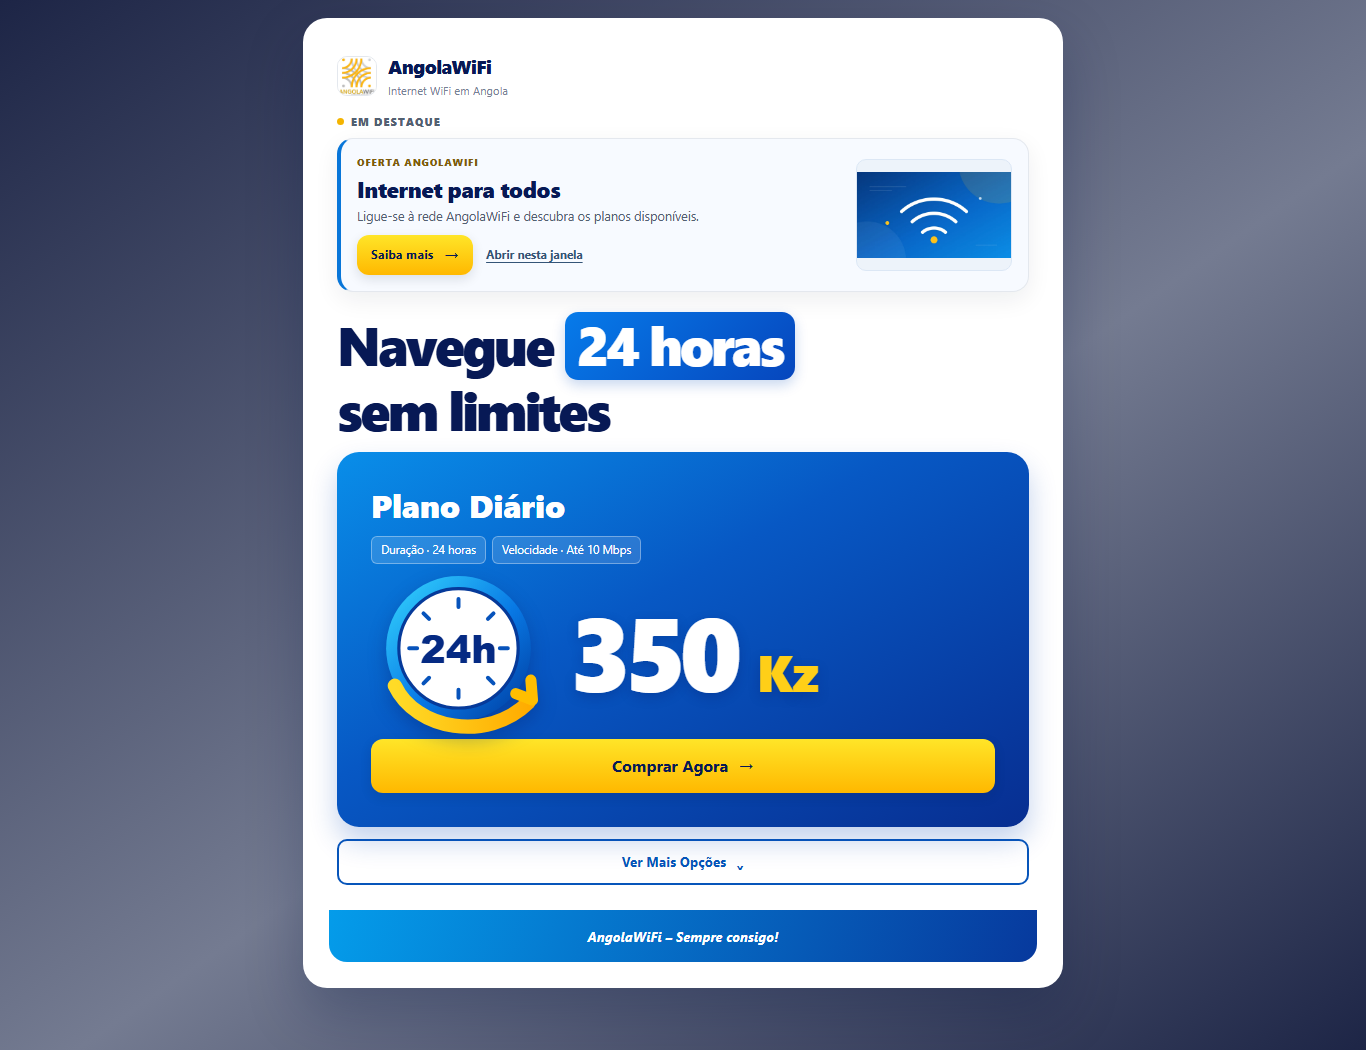 AngolaWiFi
Internet WiFi em Angola
ANGOLAWIFI
EM DESTAQUE
OFERTA ANGOLAWIFI
Internet para todos
Ligue-se à rede AngolaWiFi e descubra os planos disponíveis.
Saiba mais →
Abrir nesta janela
Navegue 24 horas
sem limites
Plano Diário
Duração · 24 horas
Velocidade · Até 10 Mbps
24h
350 Kz
Comprar Agora →
Ver Mais Opções ⌄
AngolaWiFi – Sempre consigo!